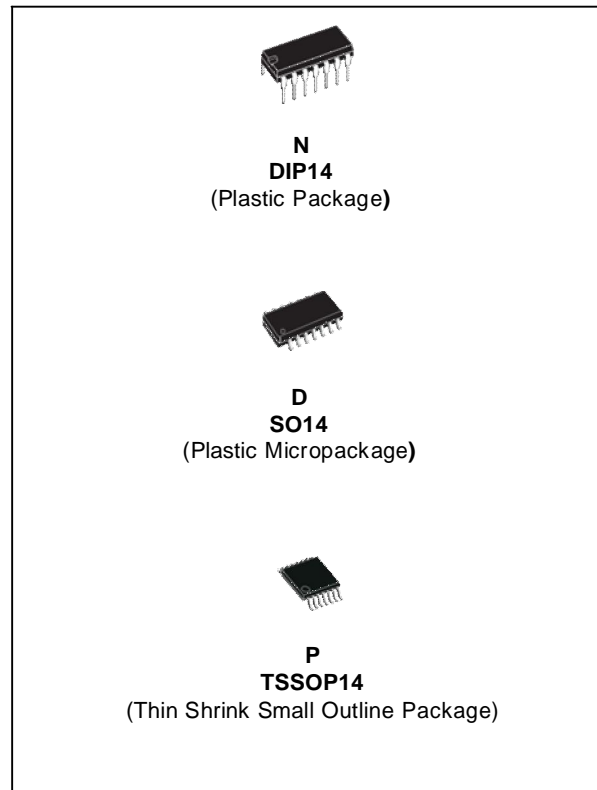 N
DIP14
(Plastic Package)
D
SO14
(Plastic Micropackage)
P
TSSOP14
(Thin Shrink Small Outline Package)